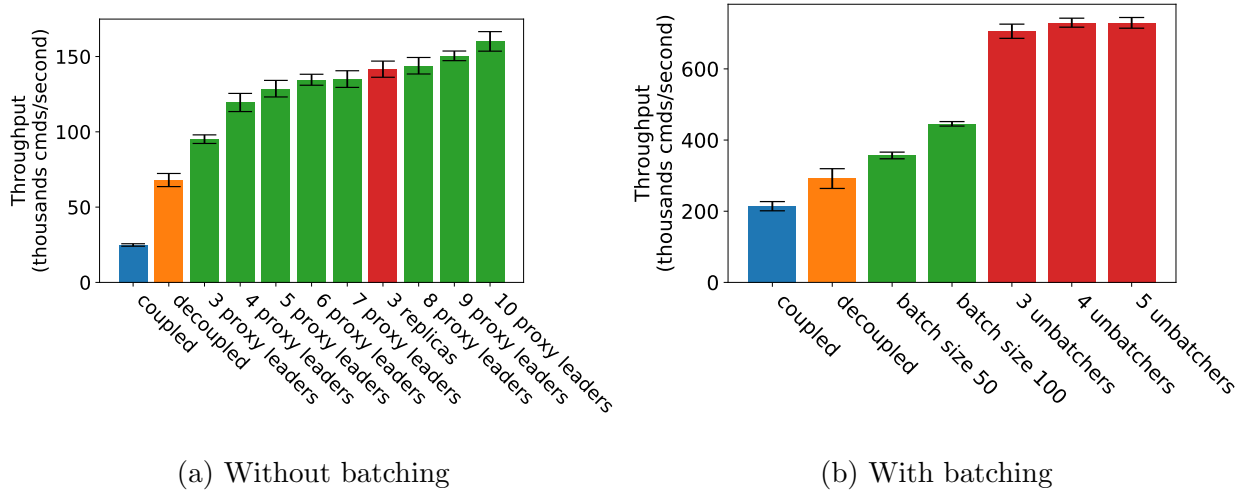 Throughput
(thousands cmds/second)
150
100
50
0
coupled
decoupled
3 proxy leaders
4 proxy leaders
5 proxy leaders
6 proxy leaders
7 proxy leaders
3 replicas
8 proxy leaders
9 proxy leaders
10 proxy leaders
(a) Without batching
Throughput
(thousands cmds/second)
600
400
200
0
coupled
decoupled
batch size 50
batch size 100
3 unbatchers
4 unbatchers
5 unbatchers
(b) With batching